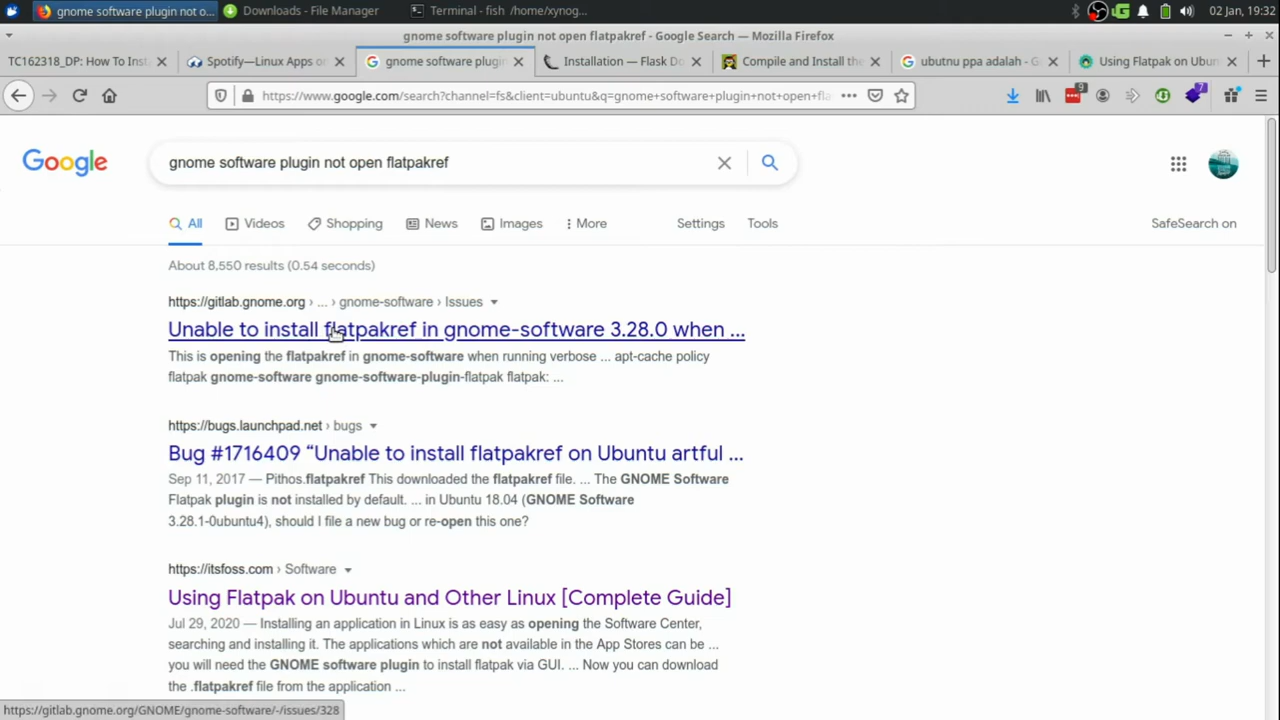 gnome software plugin not o...
Downloads - File Manager
Terminal - fish /home/xynog...
02 Jan, 19:32
gnome software plugin not open flatpakref - Google Search — Mozilla Firefox
TC162318_DP: How To Inst
Spotify—Linux Apps o
gnome software plugin
Installation — Flask Do
Compile and Install the
ubutnu ppa adalah - G
Using Flatpak on Ubun
https://www.google.com/search?channel=fs&client=ubuntu&q=gnome+software+plugin+not+open+fla
9
7
Google
gnome software plugin not open flatpakref
All
Videos
Shopping
News
Images
More
Settings
Tools
SafeSearch on
About 8,550 results (0.54 seconds)
https://gitlab.gnome.org › ... › gnome-software › Issues
Unable to install flatpakref in gnome-software 3.28.0 when ...
This is opening the flatpakref in gnome-software when running verbose ... apt-cache policy
flatpak gnome-software gnome-software-plugin-flatpak flatpak: ...
https://bugs.launchpad.net › bugs
Bug #1716409 “Unable to install flatpakref on Ubuntu artful ...
Sep 11, 2017 — Pithos.flatpakref This downloaded the flatpakref file. ... The GNOME Software
Flatpak plugin is not installed by default. ... in Ubuntu 18.04 (GNOME Software
3.28.1-0ubuntu4), should I file a new bug or re-open this one?
https://itsfoss.com › Software
Using Flatpak on Ubuntu and Other Linux [Complete Guide]
Jul 29, 2020 — Installing an application in Linux is as easy as opening the Software Center,
searching and installing it. The applications which are not available in the App Stores can be ...
you will need the GNOME software plugin to install flatpak via GUI. ... Now you can download
the .flatpakref file from the application ...
https://gitlab.gnome.org/GNOME/gnome-software/-/issues/328